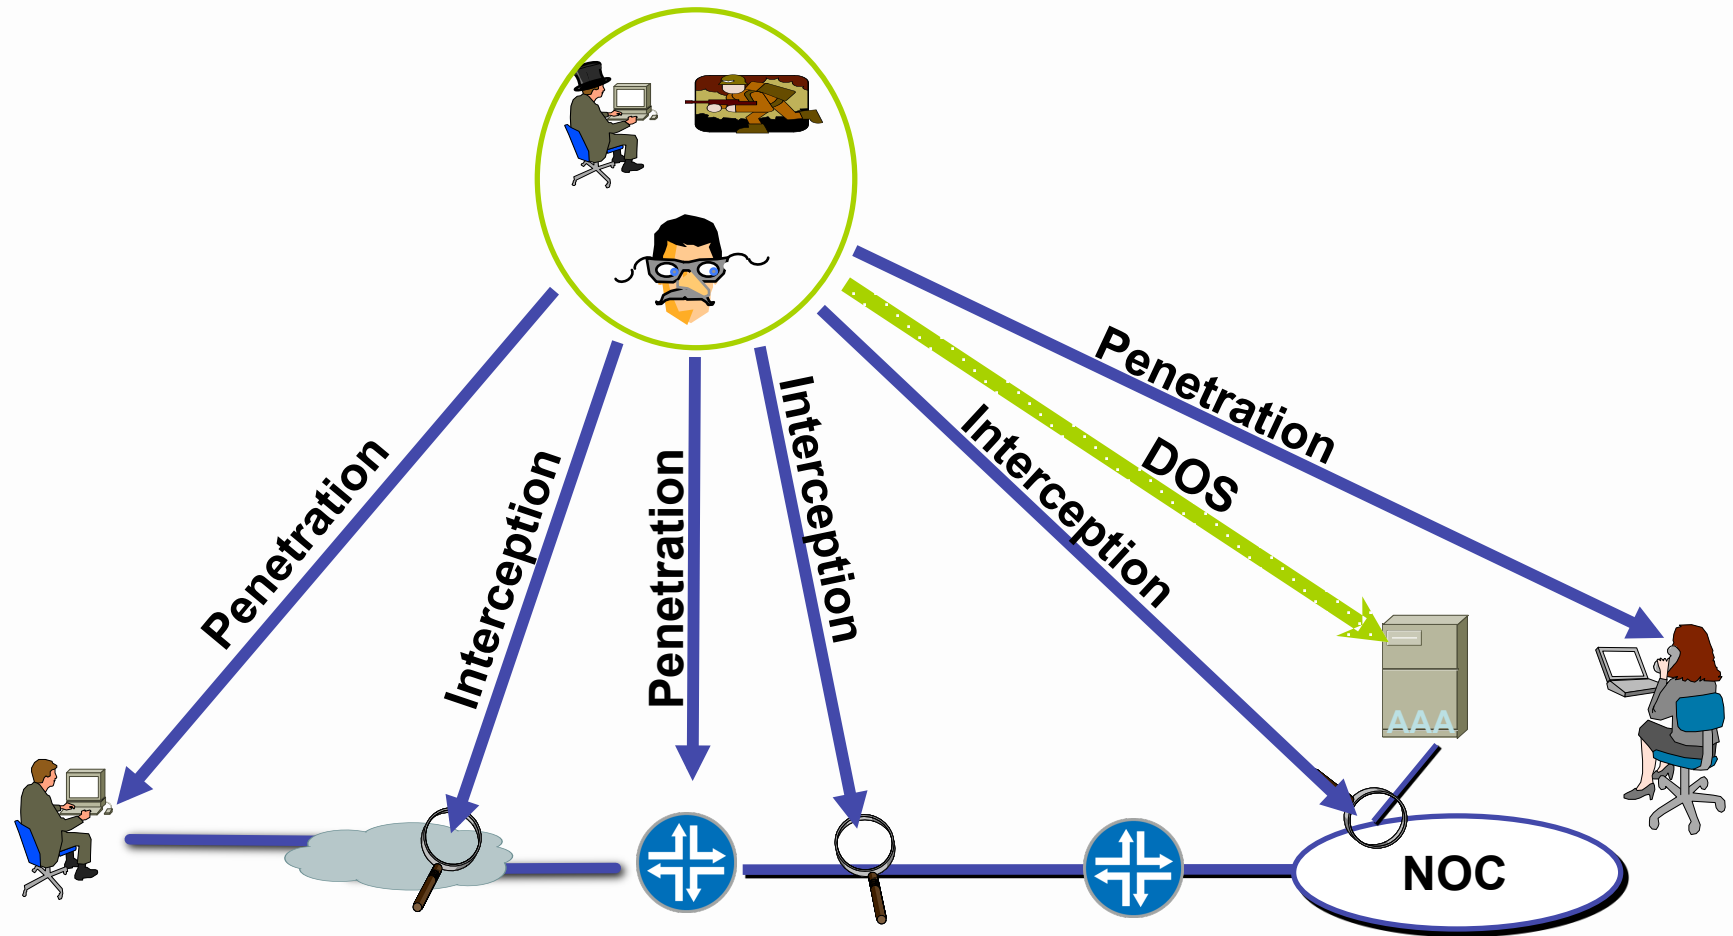 Penetration
Interception
Penetration
Interception
Interception
DOS
Penetration
AAA
NOC